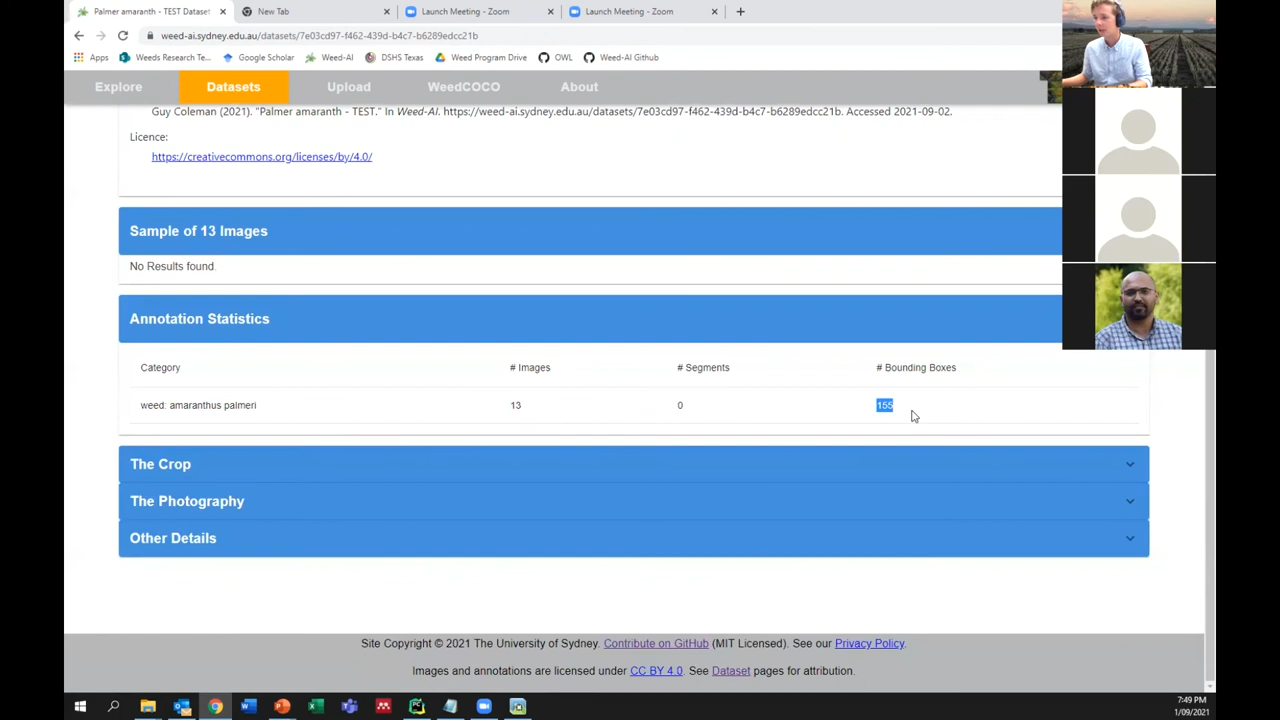 Palmer amaranth - TEST Dataset
New Tab
Launch Meeting - Zoom
Launch Meeting - Zoom
weed-ai.sydney.edu.au/datasets/7e03cd97-f462-439d-b4c7-b6289edcc21b
Apps
Weeds Research Te...
Google Scholar
Weed-AI
DSHS Texas
Weed Program Drive
OWL
Weed-AI Github
Explore
Datasets
Upload
WeedCOCO
About
Guy Coleman (2021). "Palmer amaranth - TEST." In Weed-AI. https://weed-ai.sydney.edu.au/datasets/7e03cd97-f462-439d-b4c7-b6289edcc21b. Accessed 2021-09-02.
Licence:
https://creativecommons.org/licenses/by/4.0/
Sample of 13 Images
No Results found.
Annotation Statistics
Category # Images # Segments # Bounding Boxes
weed: amaranthus palmeri 13 0 155
The Crop
The Photography
Other Details
Site Copyright © 2021 The University of Sydney. Contribute on GitHub (MIT Licensed). See our Privacy Policy.
Images and annotations are licensed under CC BY 4.0. See Dataset pages for attribution.
7:49 PM
1/09/2021